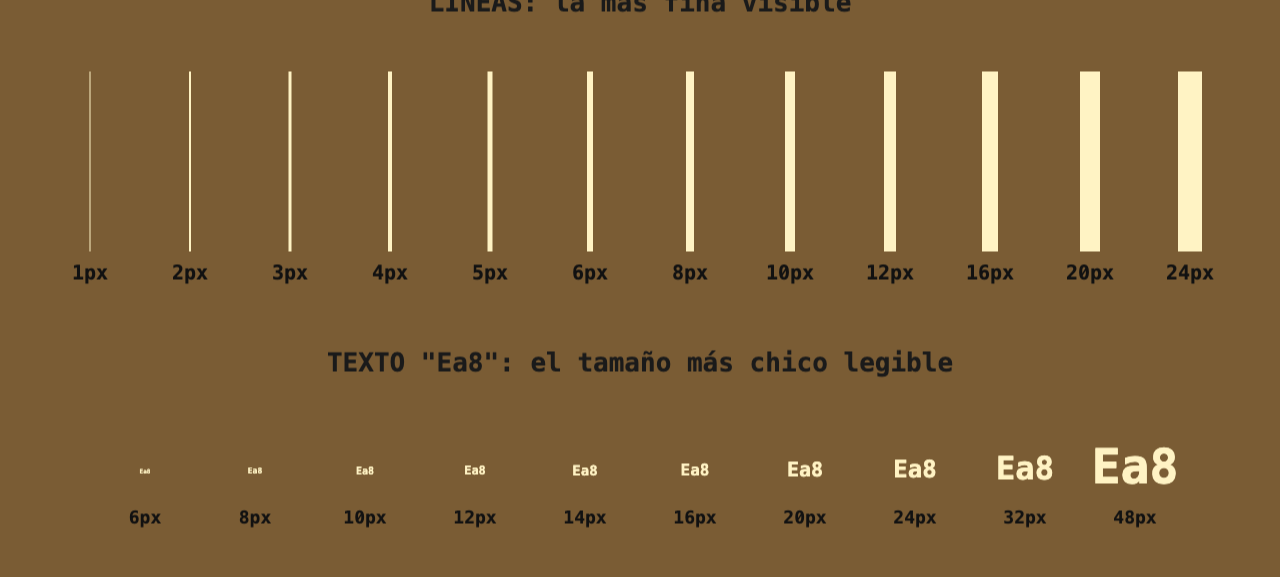 LÍNEAS: la más fina visible
1px 2px 3px 4px 5px 6px 8px 10px 12px 16px 20px 24px
TEXTO "Ea8": el tamaño más chico legible
Ea8 Ea8 Ea8 Ea8 Ea8 Ea8 Ea8 Ea8 Ea8 Ea8
6px 8px 10px 12px 14px 16px 20px 24px 32px 48px